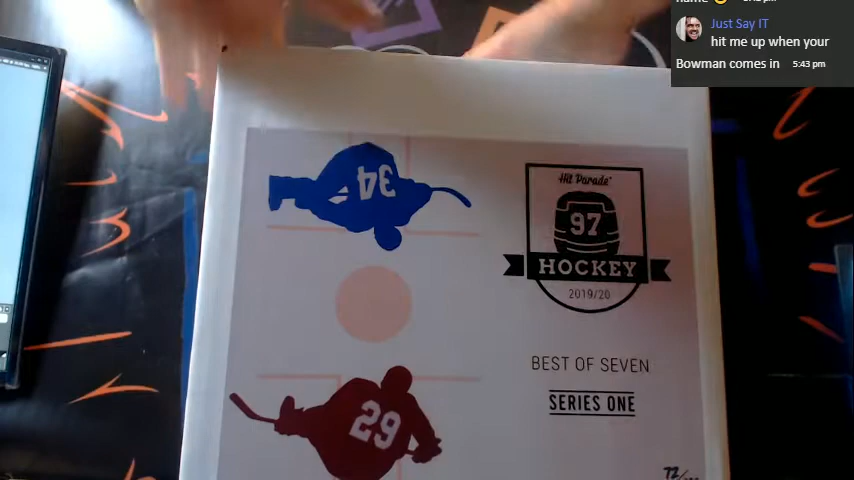 Just Say IT
hit me up when your
Bowman comes in 5:43 pm
34
Hit Parade
97
HOCKEY
2019/20
BEST OF SEVEN
SERIES ONE
29
72/